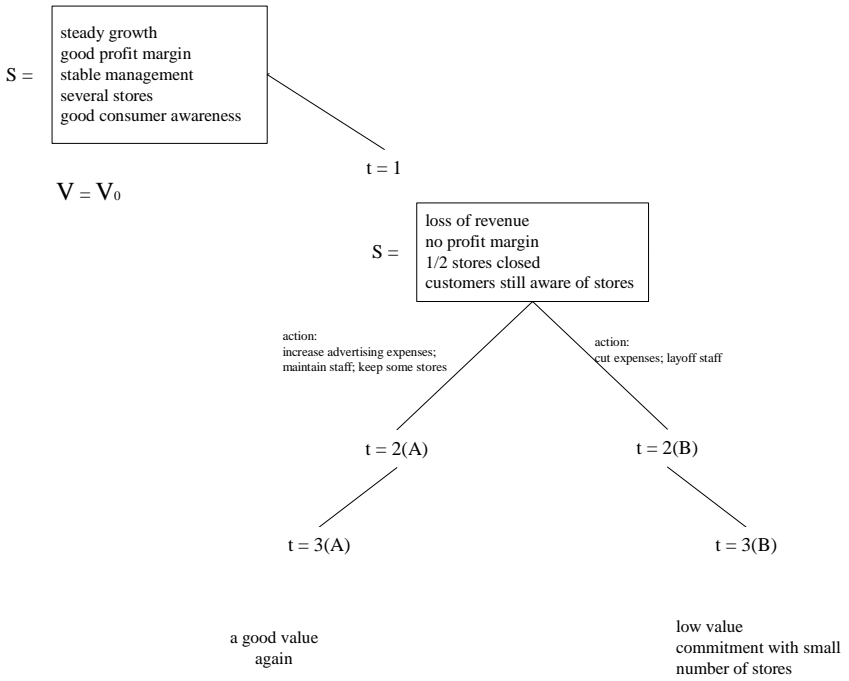 steady growth
good profit margin
S = stable management
several stores
good consumer awareness
t = 1
V = V₀
loss of revenue
no profit margin
S = 1/2 stores closed
customers still aware of stores
action:
increase advertising expenses;
maintain staff; keep some stores
action:
cut expenses; layoff staff
t = 2(A)
t = 2(B)
t = 3(A)
t = 3(B)
a good value
again
low value
commitment with small
number of stores